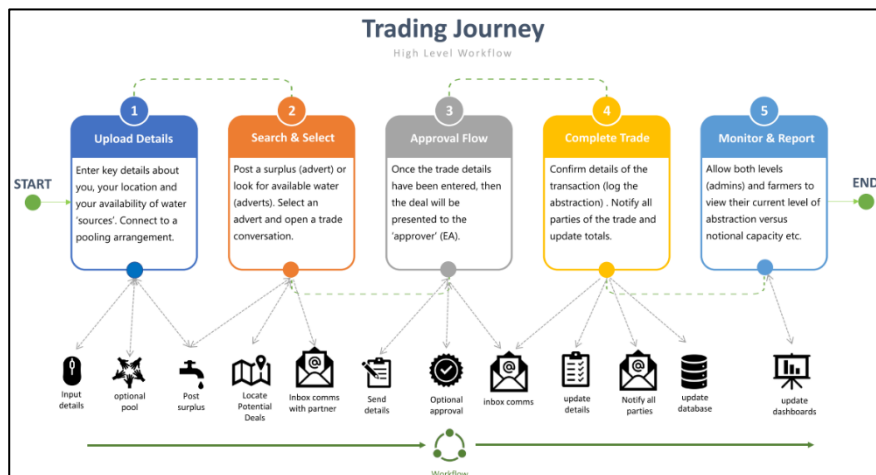 Trading Journey
High Level Workflow
START
1
Upload Details
Enter key details about
you, your location and
your availability of water
‘sources’. Connect to a
pooling arrangement.
2
Search & Select
Post a surplus (advert) or
look for available water
(adverts). Select an
advert and open a trade
conversation.
3
Approval Flow
Once the trade details
have been entered, then
the deal will be
presented to the
‘approver’ (EA).
4
Complete Trade
Confirm details of the
transaction (log the
abstraction) . Notify all
parties of the trade and
update totals.
5
Monitor & Report
Allow both levels
(admins) and farmers to
view their current level of
abstraction versus
notional capacity etc.
END
Input
details
optional
pool
Post
surplus
Locate
Potential
Deals
@
Inbox comms
with partner
Send
details
Optional
approval
@
inbox comms
update
details
@
Notify all
parties
update
database
update
dashboards
Workflow